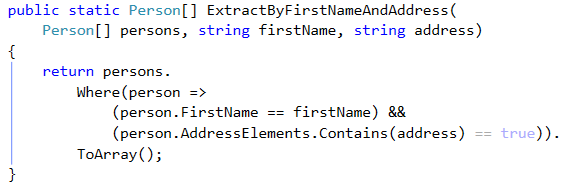 public static Person[] ExtractByFirstNameAndAddress(
    Person[] persons, string firstName, string address)
{
    return persons.
        Where(person =>
            (person.FirstName == firstName) &&
            (person.AddressElements.Contains(address) == true)).
        ToArray();
}